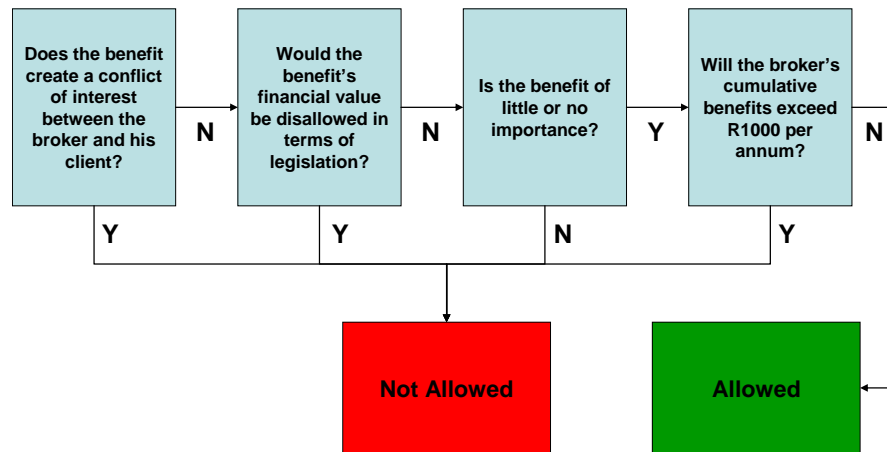 Does the benefit
create a conflict
of interest
between the
broker and his
client?
N
Would the
benefit's
financial value
be disallowed in
terms of
legislation?
N
Is the benefit of
little or no
importance?
Y
Will the broker's
cumulative
benefits exceed
R1000 per
annum?
N
Y
Y
N
Y
Not Allowed
Allowed